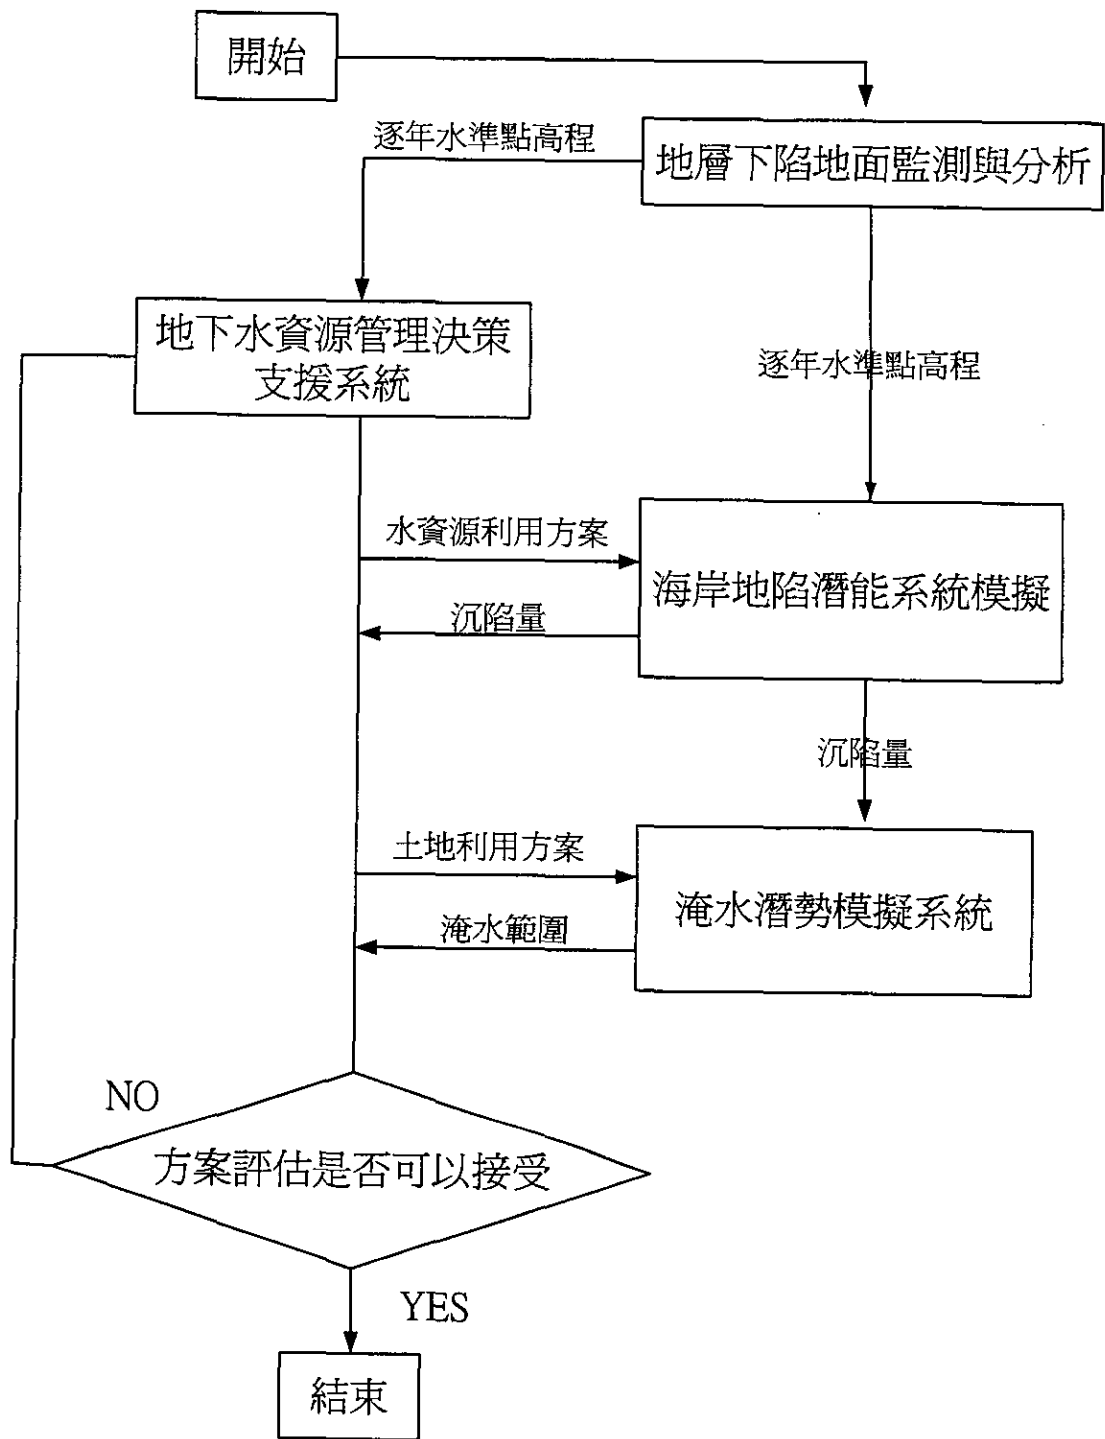 開始
逐年水準點高程
地層下陷地面監測與分析
地下水資源管理決策
支援系統
逐年水準點高程
水資源利用方案
沉陷量
海岸地陷潛能系統模擬
沉陷量
土地利用方案
淹水範圍
淹水潛勢模擬系統
NO
方案評估是否可以接受
YES
結束